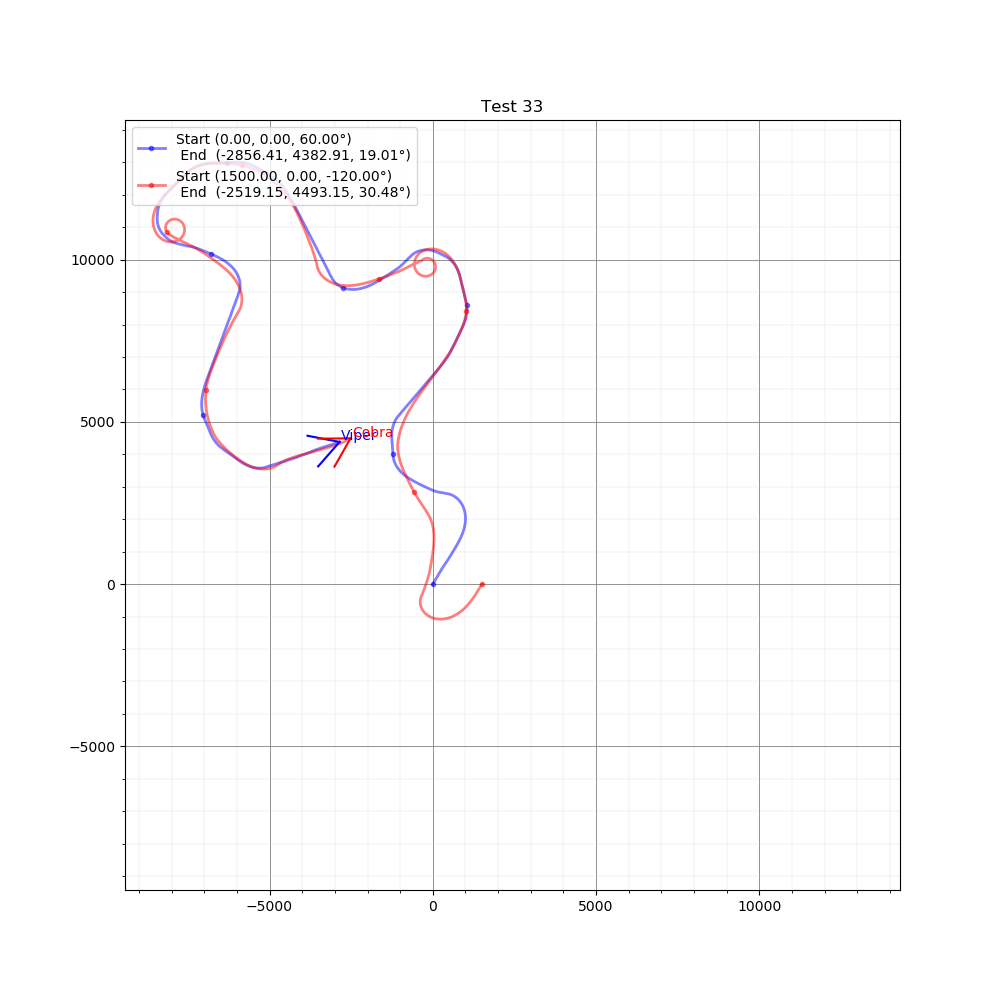 Test 33
Start (0.00, 0.00, 60.00°)
End  (-2856.41, 4382.91, 19.01°)
Start (1500.00, 0.00, -120.00°)
End  (-2519.15, 4493.15, 30.48°)
10000
5000
Cobra
Viper
0
−5000
−5000
0
5000
10000